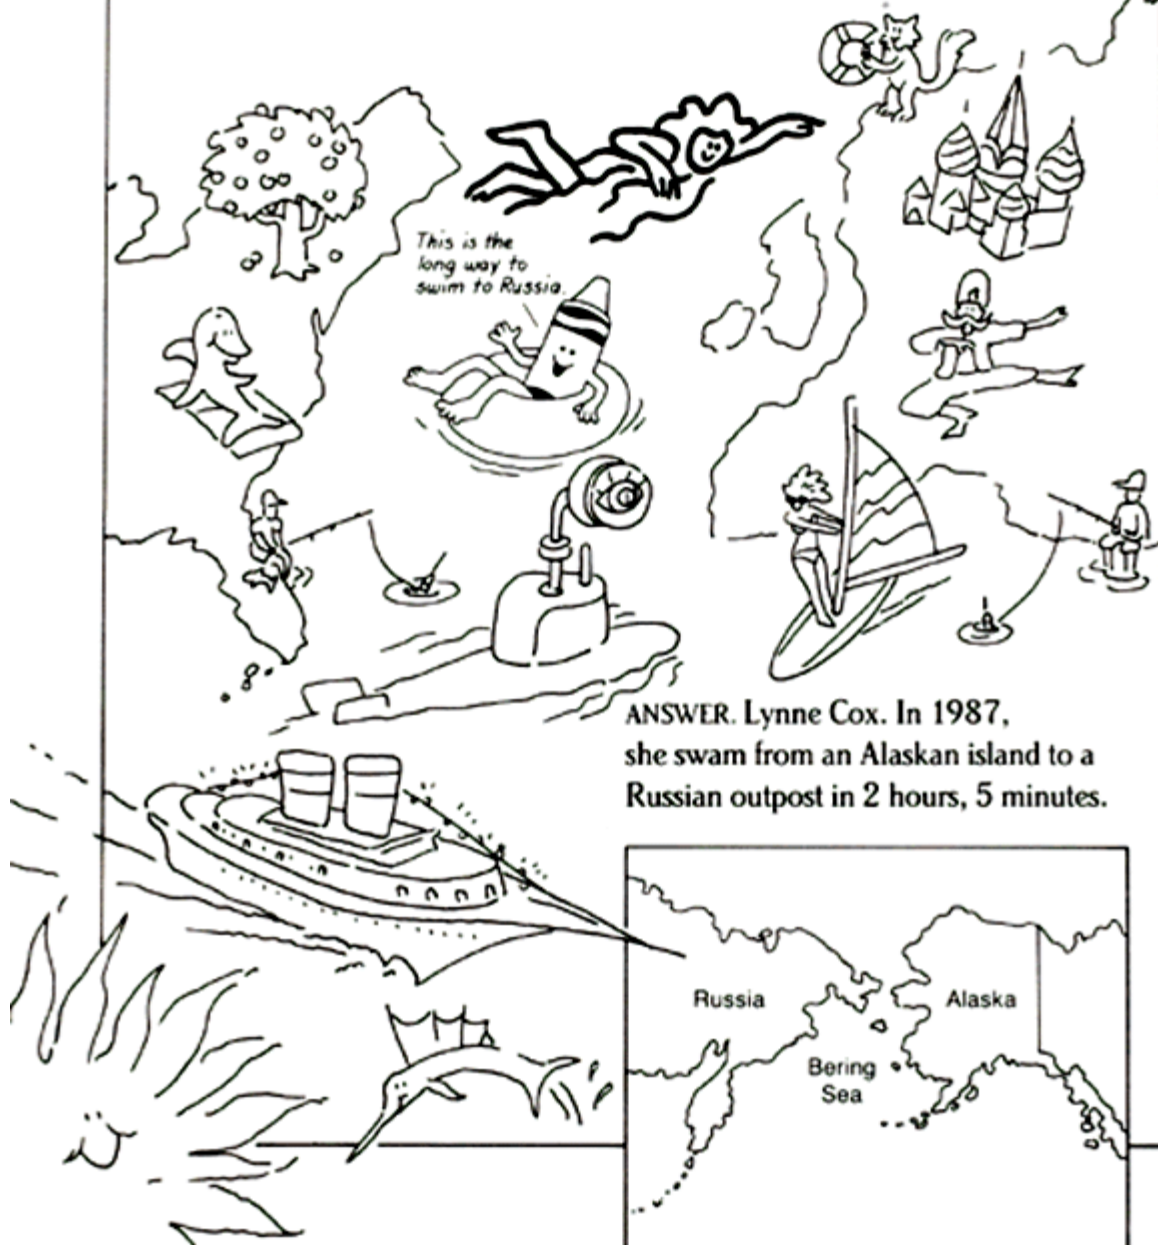 This is the
long way to
swim to Russia.
ANSWER. Lynne Cox. In 1987,
she swam from an Alaskan island to a
Russian outpost in 2 hours, 5 minutes.
Russia
Alaska
Bering
Sea